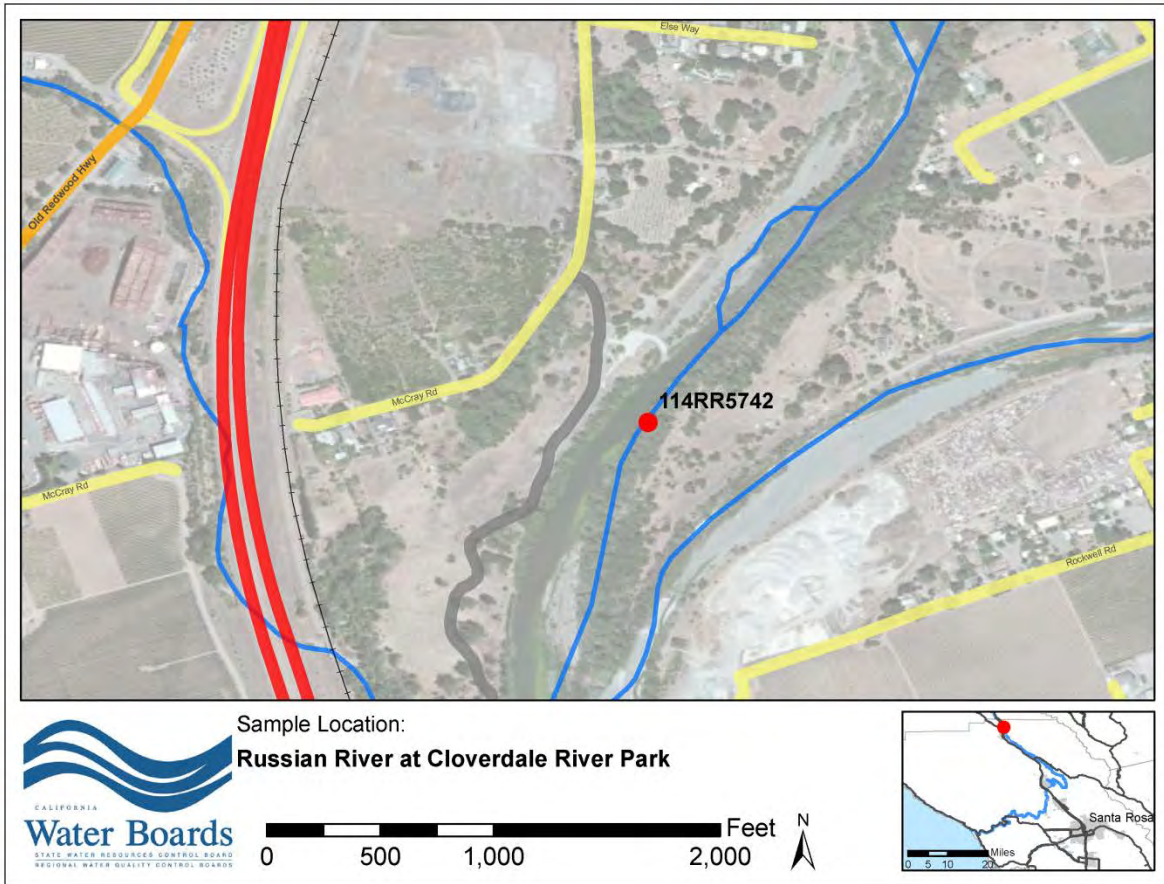 Else Way
Old Redwood Hwy
McCray Rd
114RR5742
McCray Rd
Rockwell Rd
Sample Location:
Russian River at Cloverdale River Park
CALIFORNIA
Water Boards
STATE WATER RESOURCES CONTROL BOARD
REGIONAL WATER QUALITY CONTROL BOARDS
Feet
0 500 1,000 2,000
N
Santa Rosa
Miles
0 5 10 20